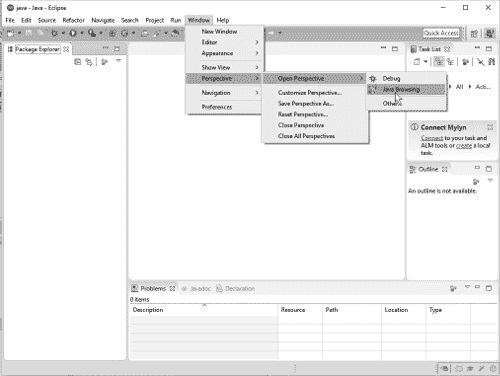 java - Java - Eclipse
File Edit Source Refactor Navigate Search Project Run Window Help
Quick Access
New Window
Editor
Appearance
Show View
Perspective
Navigation
Preferences
Open Perspective
Customize Perspective...
Save Perspective As...
Reset Perspective...
Close Perspective
Close All Perspectives
Debug
Java Browsing
Package Explorer
Task List
All Acti...
Connect Mylyn
Connect to your task and
ALM tools or create a local
task.
Outline
An outline is not available.
Problems Javadoc Declaration
0 items
Description Resource Path Location Type